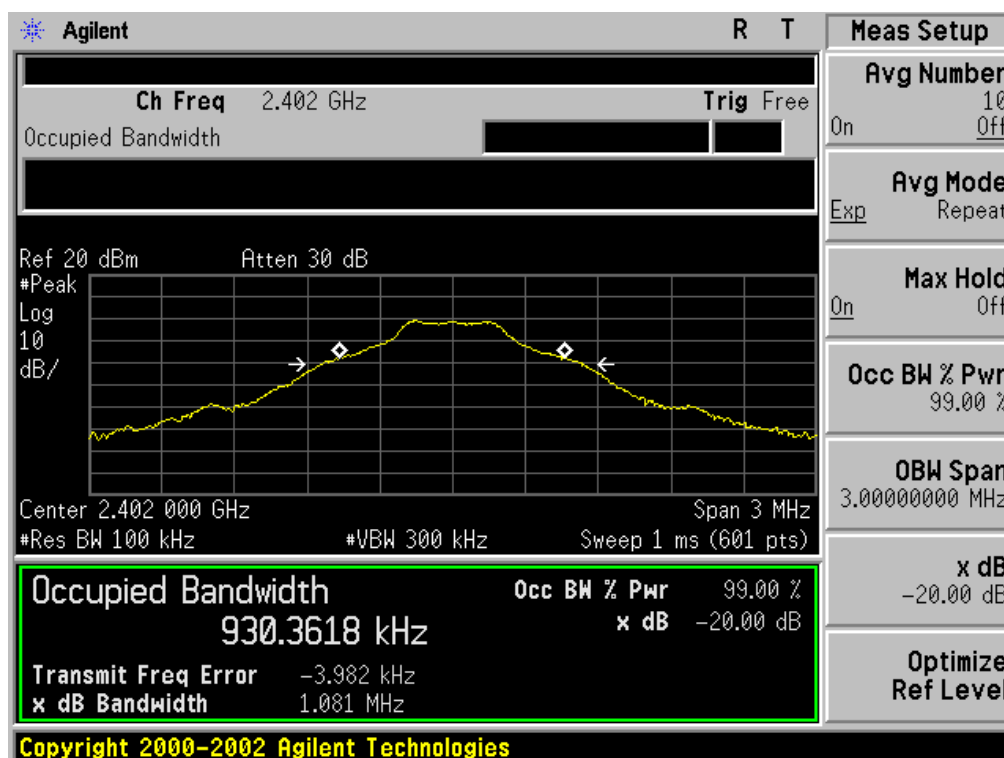 Agilent R T Meas Setup
Ch Freq 2.402 GHz Trig Free
Occupied Bandwidth
Ref 20 dBm Atten 30 dB
#Peak
Log
10
dB/
Center 2.402 000 GHz Span 3 MHz
#Res BW 100 kHz #VBW 300 kHz Sweep 1 ms (601 pts)
Occupied Bandwidth Occ BW % Pwr 99.00 %
930.3618 kHz x dB -20.00 dB
Transmit Freq Error -3.982 kHz
x dB Bandwidth 1.081 MHz
Copyright 2000-2002 Agilent Technologies
Avg Number
10
On Off
Avg Mode
Exp Repeat
Max Hold
On Off
Occ BW % Pwr
99.00 %
OBW Span
3.00000000 MHz
x dB
-20.00 dB
Optimize
Ref Level